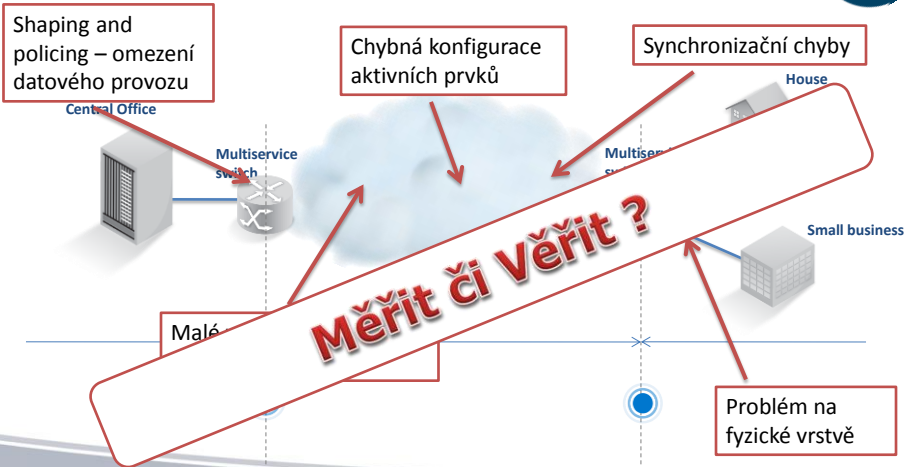 Shaping and
policing – omezení
datového provozu
Chybná konfigurace
aktivních prvků
Synchronizační chyby
House
Central Office
Multiservice
switch
Small business
Měřit či Věřit ?
Malé
Problém na
fyzické vrstvě